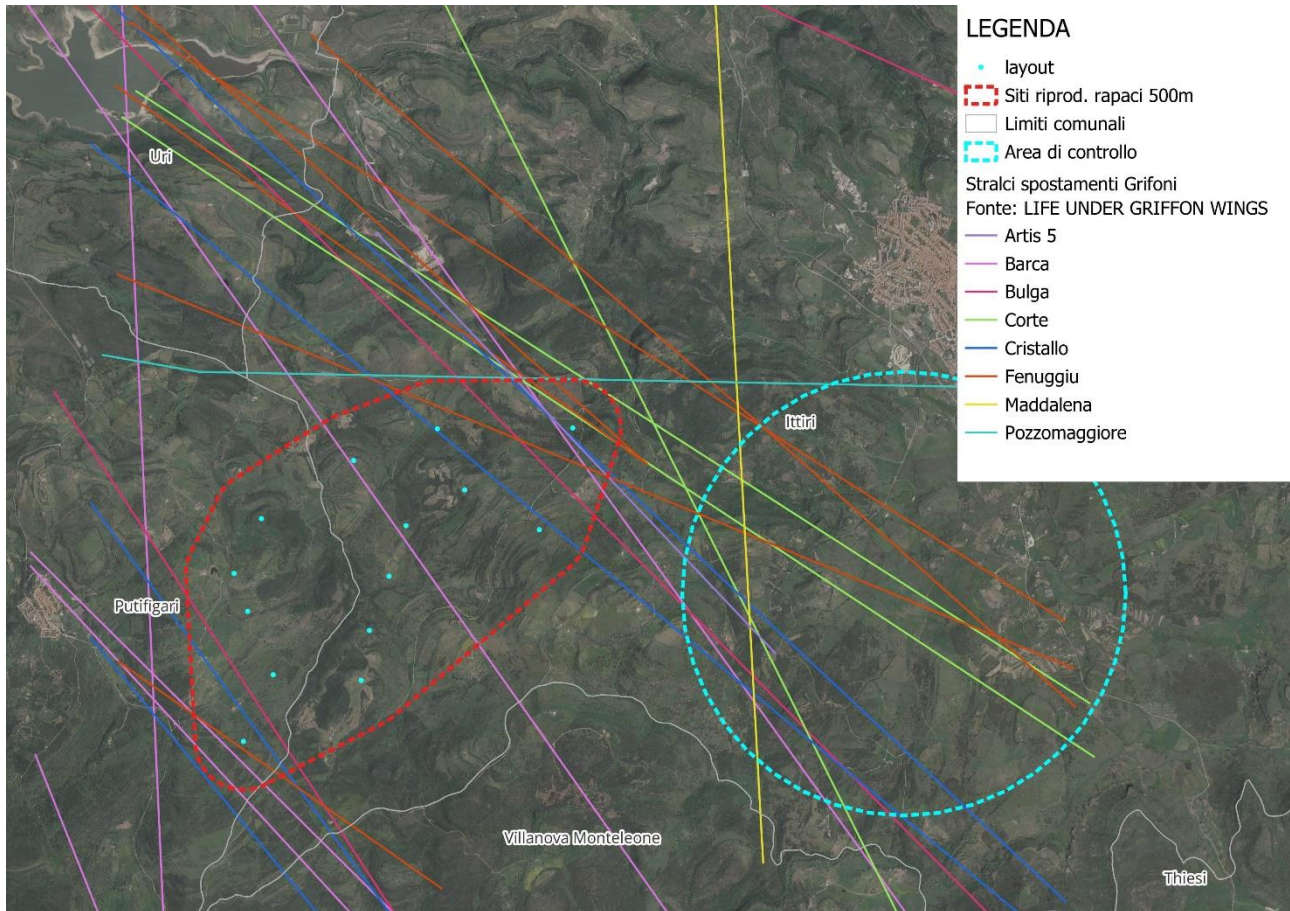 LEGENDA
layout
Siti riprod. rapaci 500m
Limiti comunali
Area di controllo
Stralci spostamenti Grifoni
Fonte: LIFE UNDER GRIFFON WINGS
Artis 5
Barca
Bulga
Corte
Cristallo
Fenuggiu
Maddalena
Pozzomaggiore
Uri
Ittiri
Putifigari
Villanova Monteleone
Thiesi